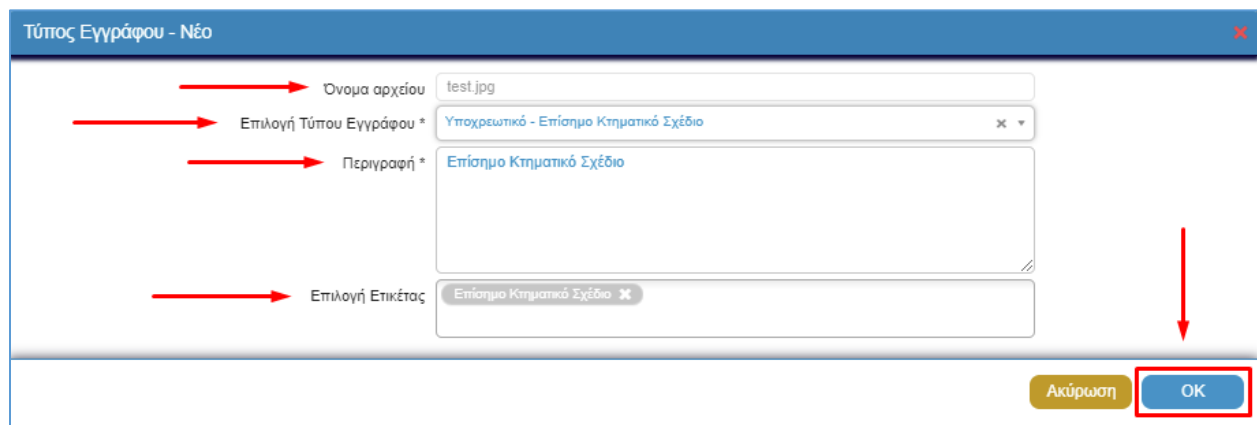 Τύπος Εγγράφου - Νέο
Όνομα αρχείου test.jpg
Επιλογή Τύπου Εγγράφου * Υποχρεωτικό - Επίσημο Κτηματικό Σχέδιο
Περιγραφή * Επίσημο Κτηματικό Σχέδιο
Επιλογή Ετικέτας Επίσημο Κτηματικό Σχέδιο
Ακύρωση OK